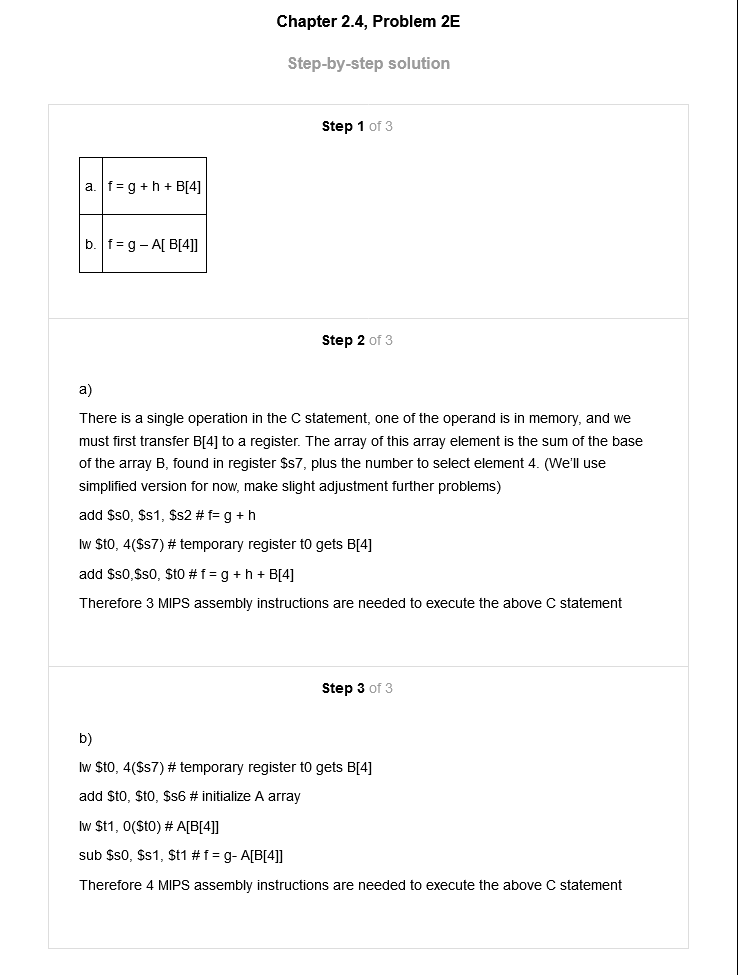 Chapter 2.4, Problem 2E
Step-by-step solution
Step 1 of 3
a. f = g + h + B[4]
b. f = g – A[ B[4]]
Step 2 of 3
a)
There is a single operation in the C statement, one of the operand is in memory, and we
must first transfer B[4] to a register. The array of this array element is the sum of the base
of the array B, found in register $s7, plus the number to select element 4. (We'll use
simplified version for now, make slight adjustment further problems)
add $s0, $s1, $s2 # f= g + h
lw $t0, 4($s7) # temporary register t0 gets B[4]
add $s0,$s0, $t0 # f = g + h + B[4]
Therefore 3 MIPS assembly instructions are needed to execute the above C statement
Step 3 of 3
b)
lw $t0, 4($s7) # temporary register t0 gets B[4]
add $t0, $t0, $s6 # initialize A array
lw $t1, 0($t0) # A[B[4]]
sub $s0, $s1, $t1 # f = g- A[B[4]]
Therefore 4 MIPS assembly instructions are needed to execute the above C statement